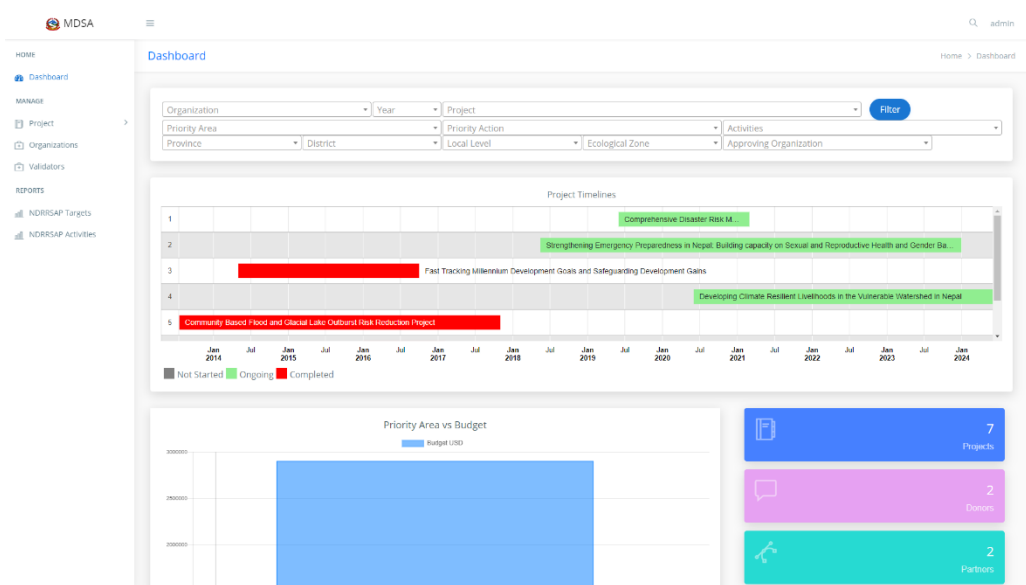 MDSA
admin
HOME
Dashboard
MANAGE
Project
Organizations
Validators
REPORTS
NDRRSAP Targets
NDRRSAP Activities
Dashboard
Home > Dashboard
Organization Year Project Filter
Priority Area Priority Action Activities
Province District Local Level Ecological Zone Approving Organization
Project Timelines
1 Comprehensive Disaster Risk M...
2 Strengthening Emergency Preparedness in Nepal: Building capacity on Sexual and Reproductive Health and Gender Ba...
3 Fast Tracking Millennium Development Goals and Safeguarding Development Gains
4 Developing Climate Resilient Livelihoods in the Vulnerable Watershed in Nepal
5 Community Based Flood and Glacial Lake Outburst Risk Reduction Project
Jan Jul Jan Jul Jan Jul Jan Jul Jan Jul Jan Jul Jan Jul Jan Jul Jan Jul Jan Jul Jan
2014 2015 2016 2017 2018 2019 2020 2021 2022 2023 2024
Not Started Ongoing Completed
Priority Area vs Budget
Budget USD
3000000
2500000
2000000
7
Projects
2
Donors
2
Partners